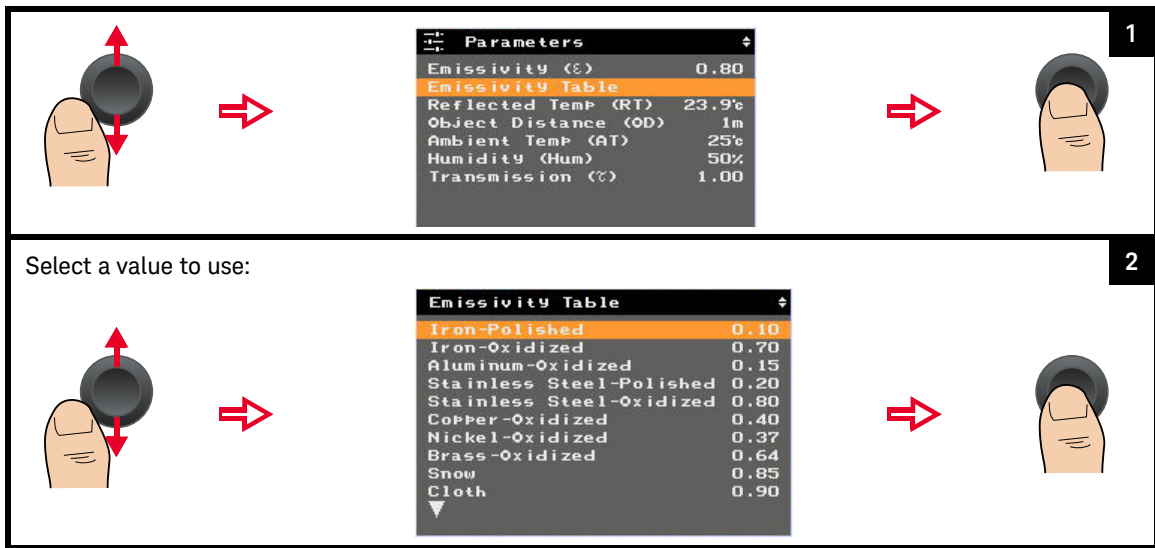 1
Parameters
Emissivity (ε) 0.80
Emissivity Table
Reflected Temp (RT) 23.9℃
Object Distance (OD) 1m
Ambient Temp (AT) 25℃
Humidity (Hum) 50%
Transmission (τ) 1.00
2
Select a value to use:
Emissivity Table
Iron-Polished 0.10
Iron-Oxidized 0.70
Aluminum-Oxidized 0.15
Stainless Steel-Polished 0.20
Stainless Steel-Oxidized 0.80
Copper-Oxidized 0.40
Nickel-Oxidized 0.37
Brass-Oxidized 0.64
Snow 0.85
Cloth 0.90